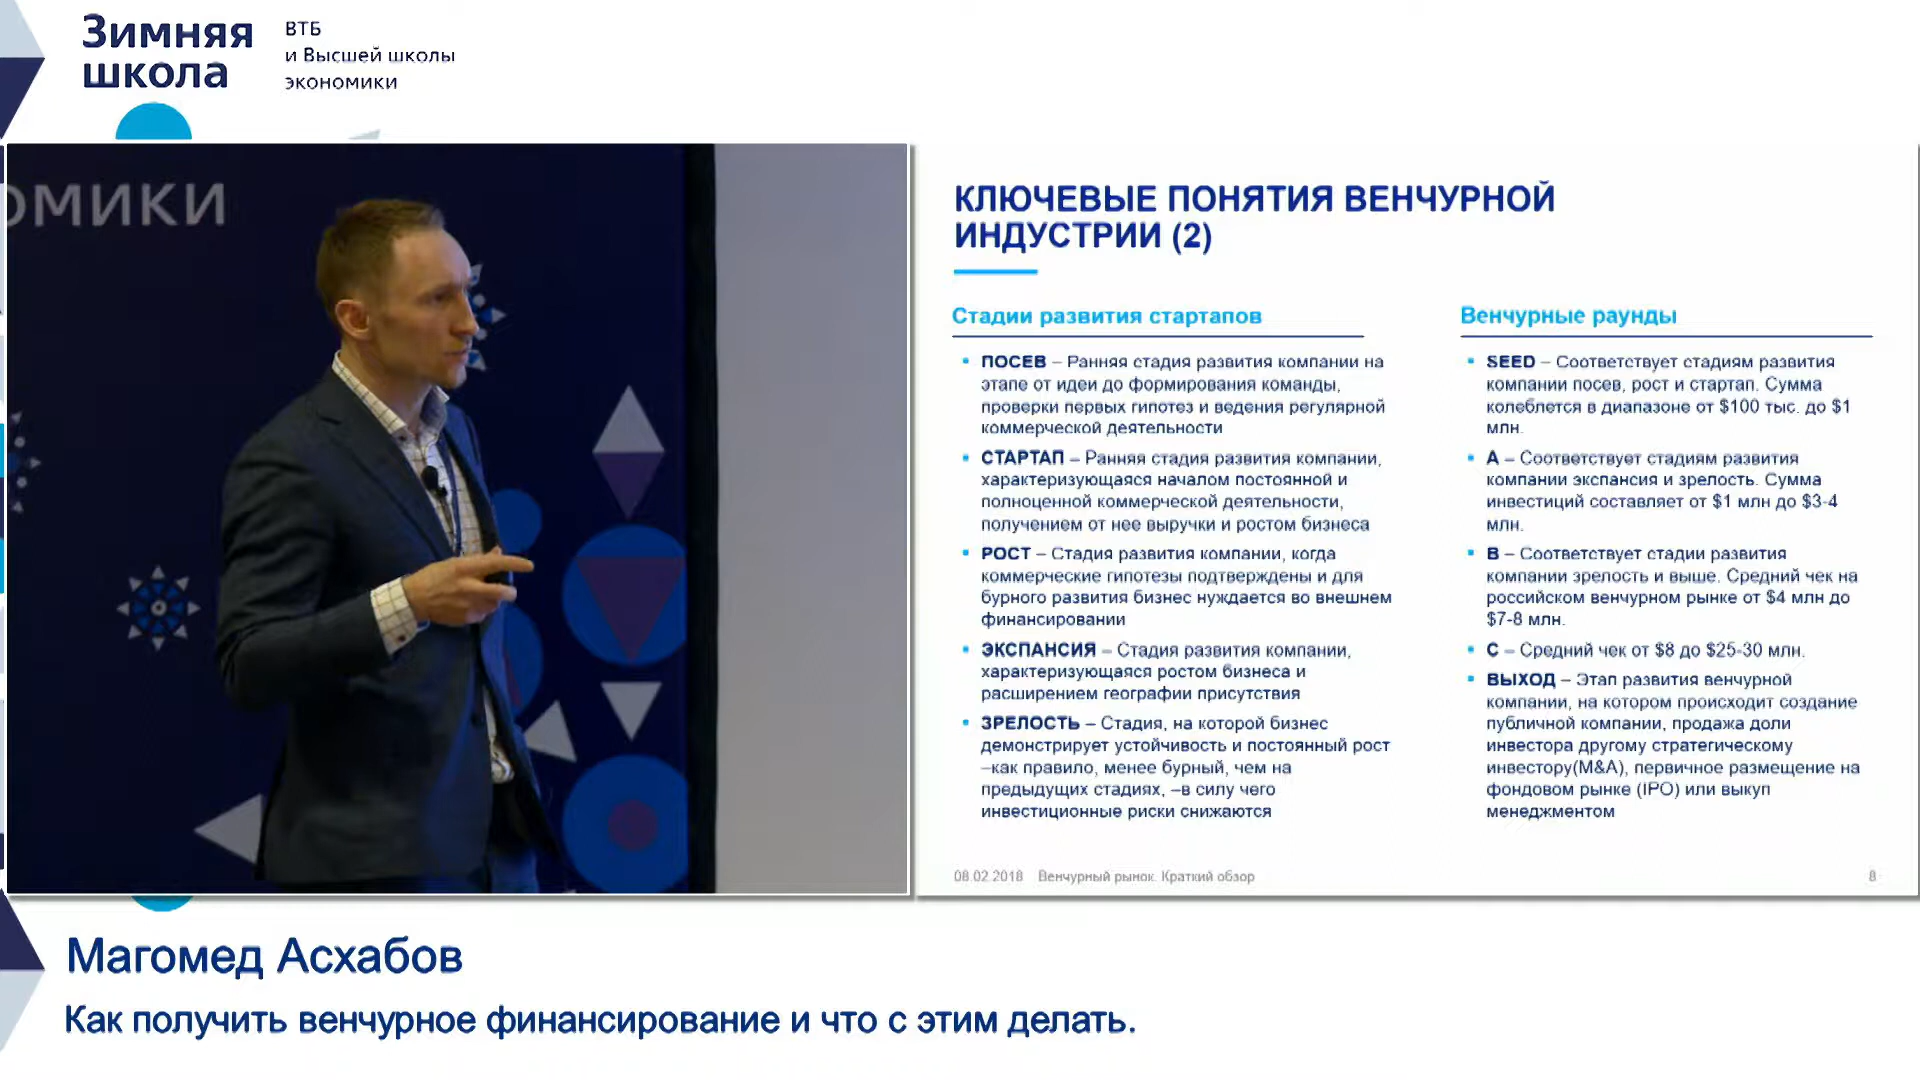 Зимняя
школа
ВТБ
и Высшей школы
экономики
ОМИКИ
КЛЮЧЕВЫЕ ПОНЯТИЯ ВЕНЧУРНОЙ
ИНДУСТРИИ (2)
Стадии развития стартапов
ПОСЕВ – Ранняя стадия развития компании на
этапе от идеи до формирования команды,
проверки первых гипотез и ведения регулярной
коммерческой деятельности
СТАРТАП – Ранняя стадия развития компании,
характеризующаяся началом постоянной и
полноценной коммерческой деятельности,
получением от нее выручки и ростом бизнеса
РОСТ – Стадия развития компании, когда
коммерческие гипотезы подтверждены и для
бурного развития бизнес нуждается во внешнем
финансировании
ЭКСПАНСИЯ – Стадия развития компании,
характеризующаяся ростом бизнеса и
расширением географии присутствия
ЗРЕЛОСТЬ – Стадия, на которой бизнес
демонстрирует устойчивость и постоянный рост
–как правило, менее бурный, чем на
предыдущих стадиях, –в силу чего
инвестиционные риски снижаются
Венчурные раунды
SEED – Соответствует стадиям развития
компании посев, рост и стартап. Сумма
колеблется в диапазоне от $100 тыс. до $1
млн.
A – Соответствует стадиям развития
компании экспансия и зрелость. Сумма
инвестиций составляет от $1 млн до $3-4
млн.
B – Соответствует стадии развития
компании зрелость и выше. Средний чек на
российском венчурном рынке от $4 млн до
$7-8 млн.
C – Средний чек от $8 до $25-30 млн.
ВЫХОД – Этап развития венчурной
компании, на котором происходит создание
публичной компании, продажа доли
инвестора другому стратегическому
инвестору(M&A), первичное размещение на
фондовом рынке (IPO) или выкуп
менеджментом
08.02.2018 Венчурный рынок. Краткий обзор 8
Магомед Асхабов
Как получить венчурное финансирование и что с этим делать.